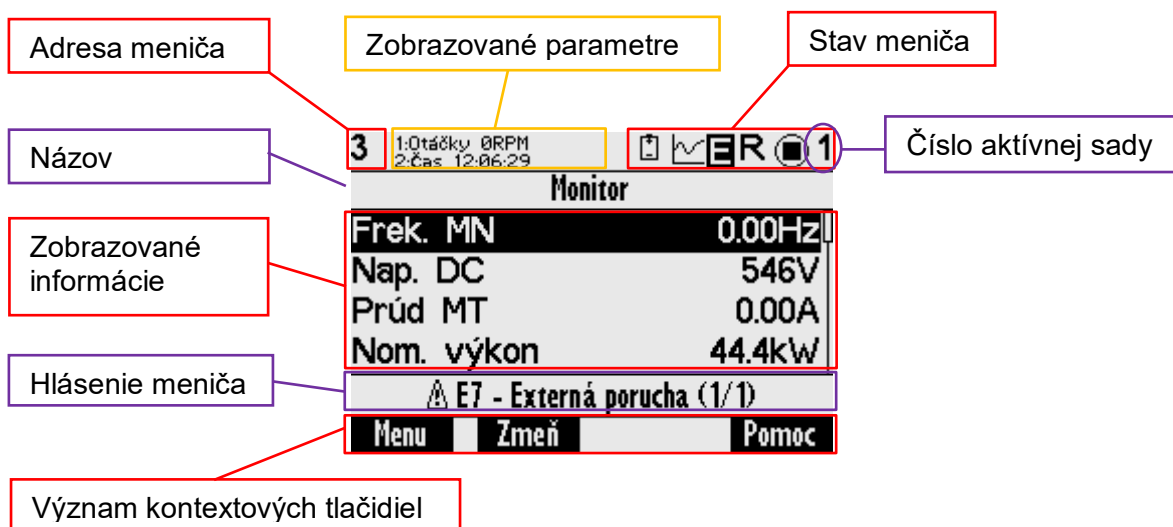 Adresa meniča
Zobrazované parametre
Stav meniča
3
1:Otáčky 0RPM
2:Čas 12:06:29
E R 1
Číslo aktívnej sady
Názov
Monitor
Zobrazované
informácie
Frek. MN 0.00Hz
Nap. DC 546V
Prúd MT 0.00A
Nom. výkon 44.4kW
Hlásenie meniča
⚠ E7 - Externá porucha (1/1)
Menu Zmeň Pomoc
Význam kontextových tlačidiel